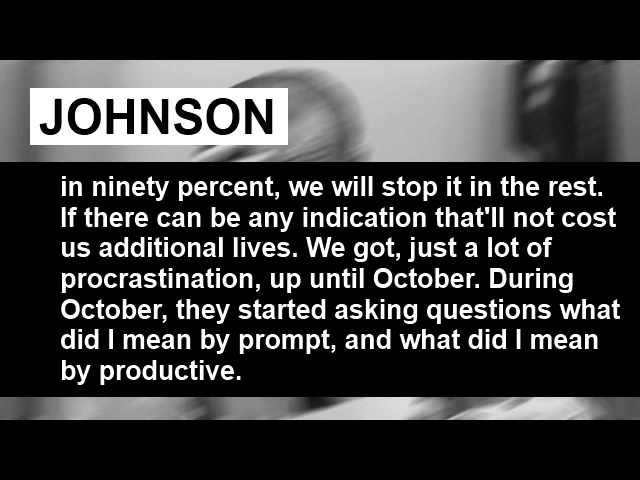 JOHNSON
in ninety percent, we will stop it in the rest.
If there can be any indication that'll not cost
us additional lives. We got, just a lot of
procrastination, up until October. During
October, they started asking questions what
did I mean by prompt, and what did I mean
by productive.